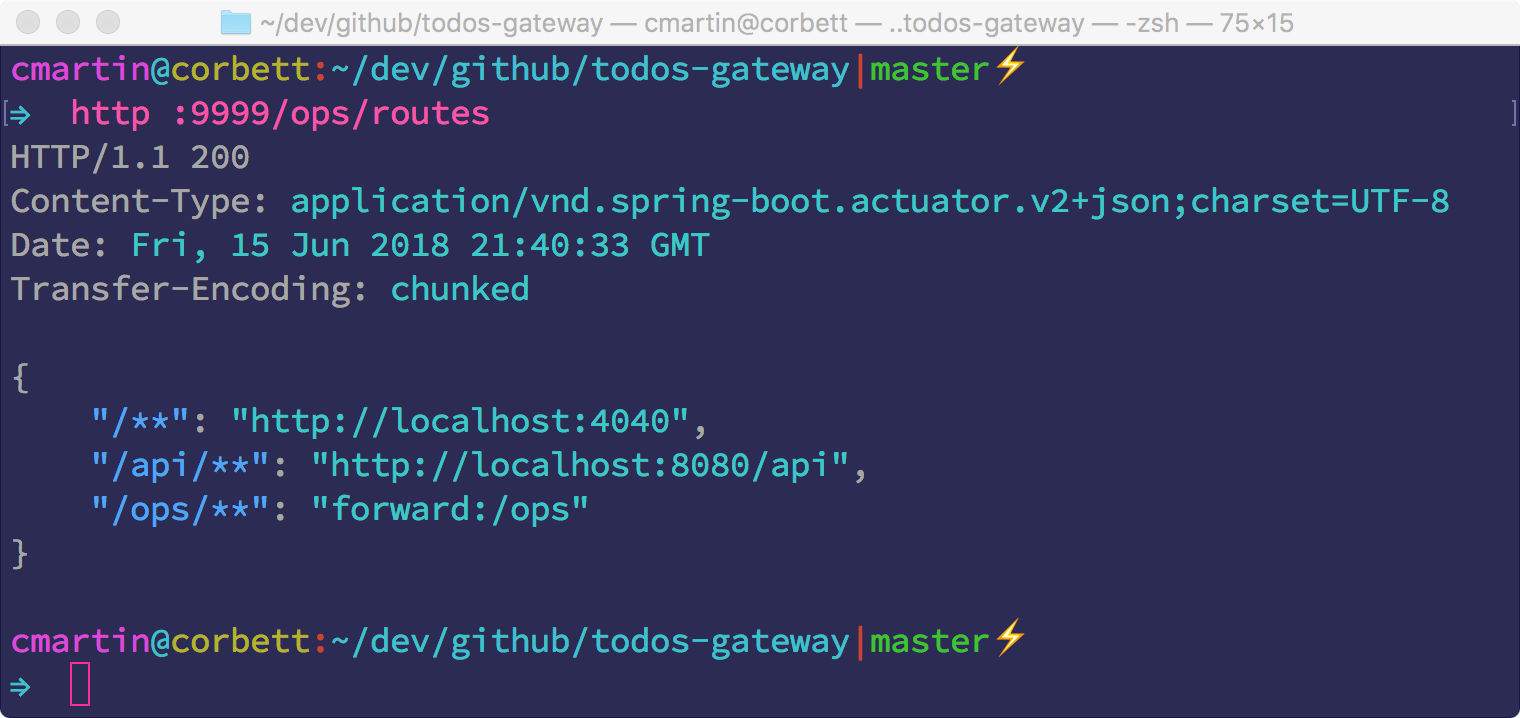 ~/dev/github/todos-gateway — cmartin@corbett — ..todos-gateway — -zsh — 75×15
cmartin@corbett:~/dev/github/todos-gateway|master⚡
[⇒  http :9999/ops/routes ]
HTTP/1.1 200
Content-Type: application/vnd.spring-boot.actuator.v2+json;charset=UTF-8
Date: Fri, 15 Jun 2018 21:40:33 GMT
Transfer-Encoding: chunked
{
    "/**": "http://localhost:4040",
    "/api/**": "http://localhost:8080/api",
    "/ops/**": "forward:/ops"
}
cmartin@corbett:~/dev/github/todos-gateway|master⚡
⇒